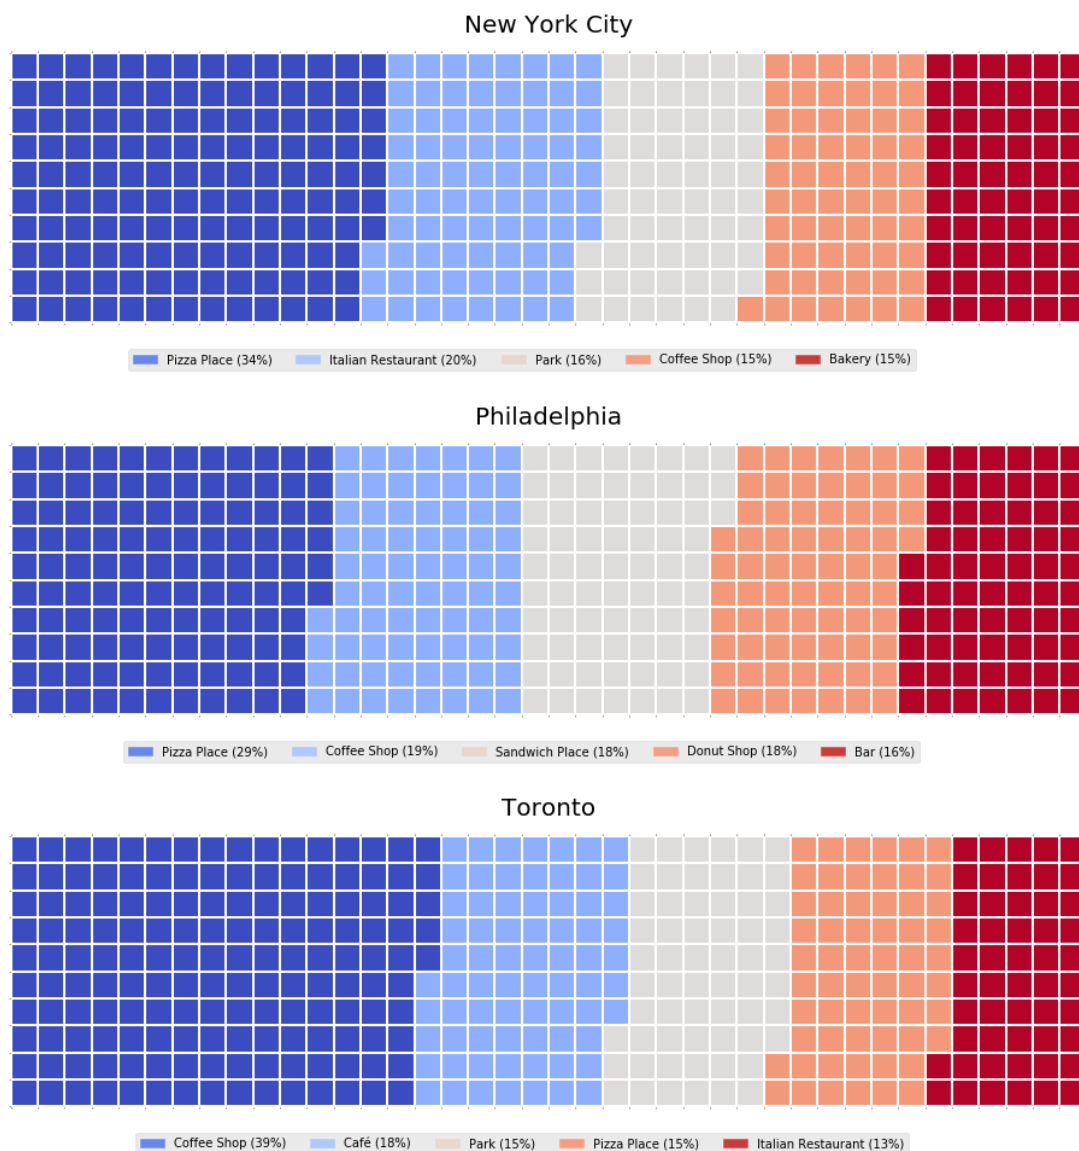 New York City
Pizza Place (34%) Italian Restaurant (20%) Park (16%) Coffee Shop (15%) Bakery (15%)
Philadelphia
Pizza Place (29%) Coffee Shop (19%) Sandwich Place (18%) Donut Shop (18%) Bar (16%)
Toronto
Coffee Shop (39%) Café (18%) Park (15%) Pizza Place (15%) Italian Restaurant (13%)